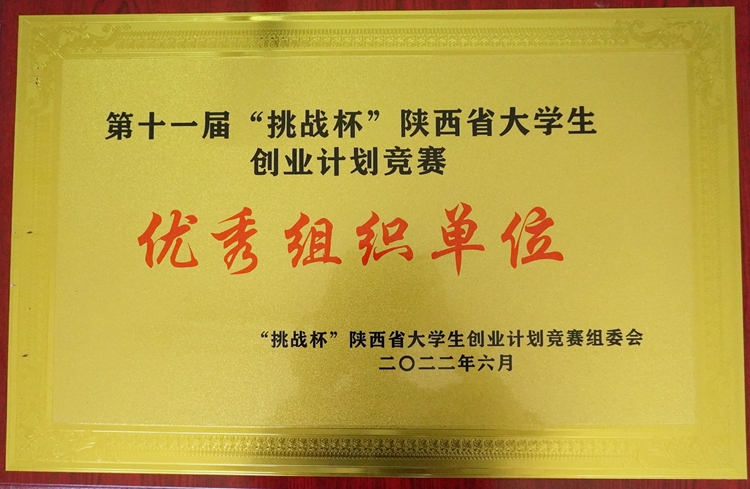 第十一届“挑战杯”陕西省大学生
创业计划竞赛
优秀组织单位
“挑战杯”陕西省大学生创业计划竞赛组委会
二〇二二年六月